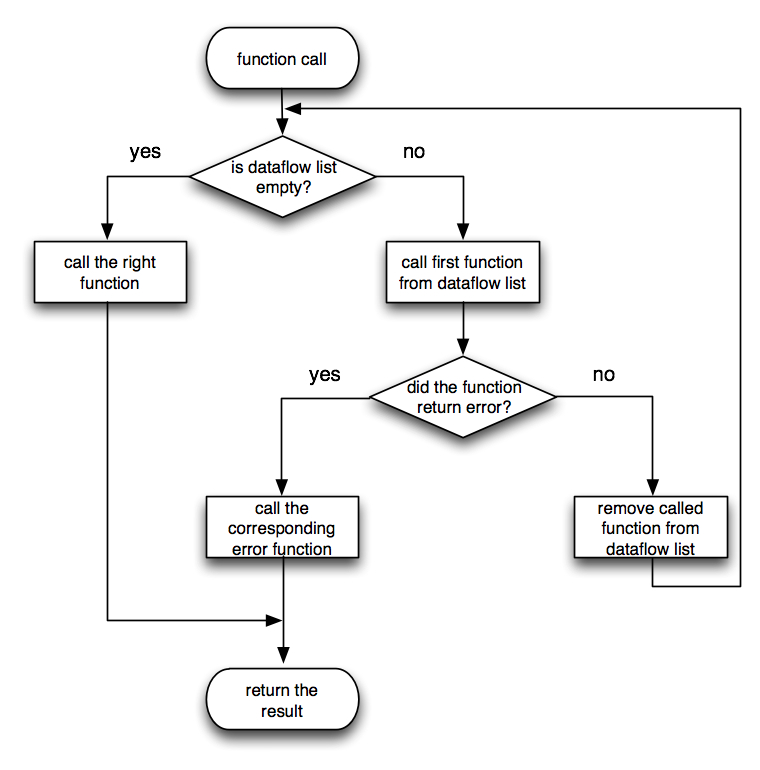 function call
yes
no
is dataflow list
empty?
call the right
function
call first function
from dataflow list
yes
no
did the function
return error?
call the
corresponding
error function
remove called
function from
dataflow list
return the
result